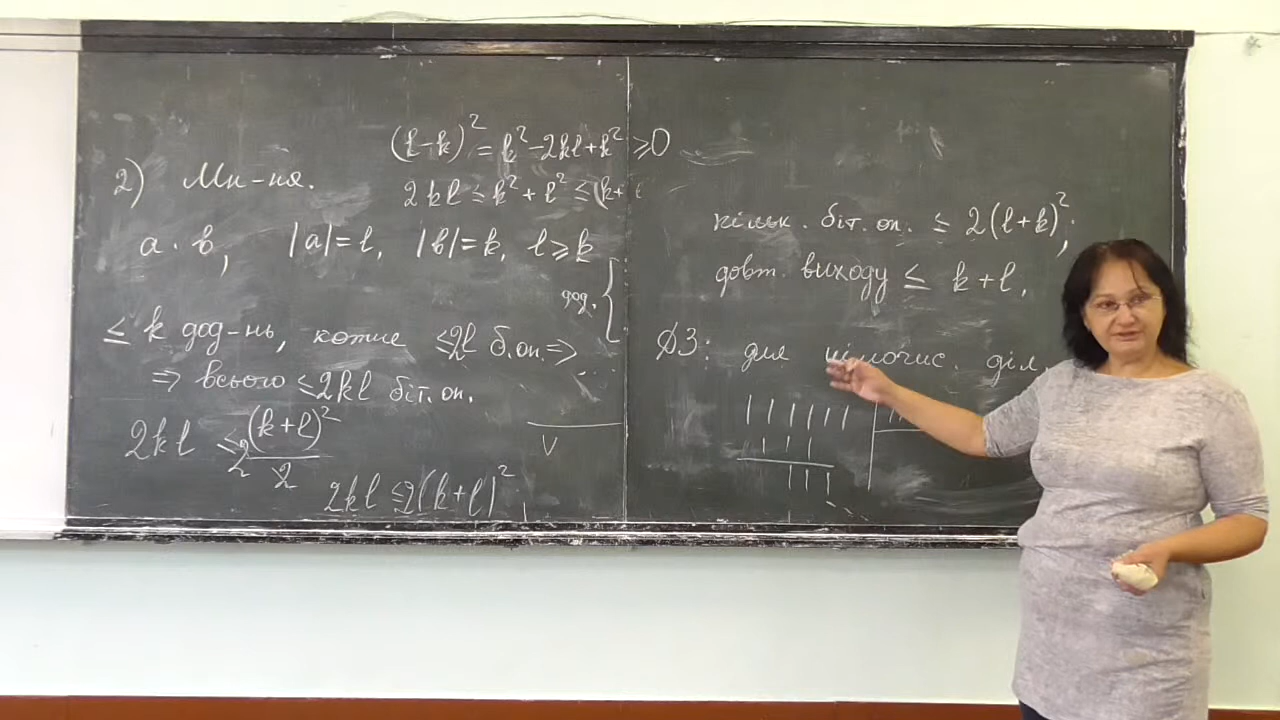 (l-k)² = l²-2kl+k² ≥0
2kl ≤ k²+l² ≤ (k+l
2) Мн-ня.
a · b, |a|=l, |b|=k, l≥k
дод. {
≤ k дод-нь, кожне ≤2l б.оп.=>
=> всього ≤2kl біт.оп.
2kl ≤ 2 (k+l)²/2
2kl ≤2(k+l)²
V
кільк. біт.оп. ≤ 2(l+k)²;
довж. виходу ≤ k+l.
ДЗ: для цілочис. діл.